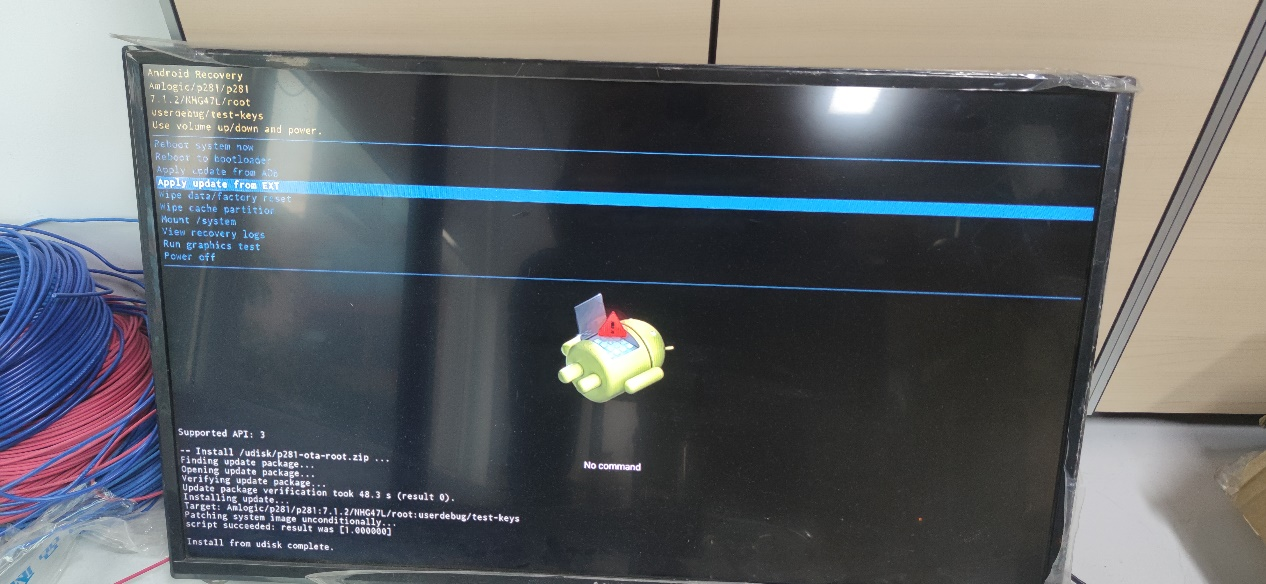 Android Recovery
Amlogic/p281/p281
7.1.2/NHG47L/root
userdebug/test-keys
Use volume up/down and power.
Reboot system now
Reboot to bootloader
Apply update from ADB
Apply update from EXT
Wipe data/factory reset
Wipe cache partition
Mount /system
View recovery logs
Run graphics test
Power off
No command
Supported API: 3
-- Install /udisk/p281-ota-root.zip ...
Finding update package...
Opening update package...
Verifying update package...
Update package verification took 48.3 s (result 0).
Installing update...
Target: Amlogic/p281/p281:7.1.2/NHG47L/root:userdebug/test-keys
Patching system image unconditionally...
script succeeded: result was [1.000000]
Install from udisk complete.